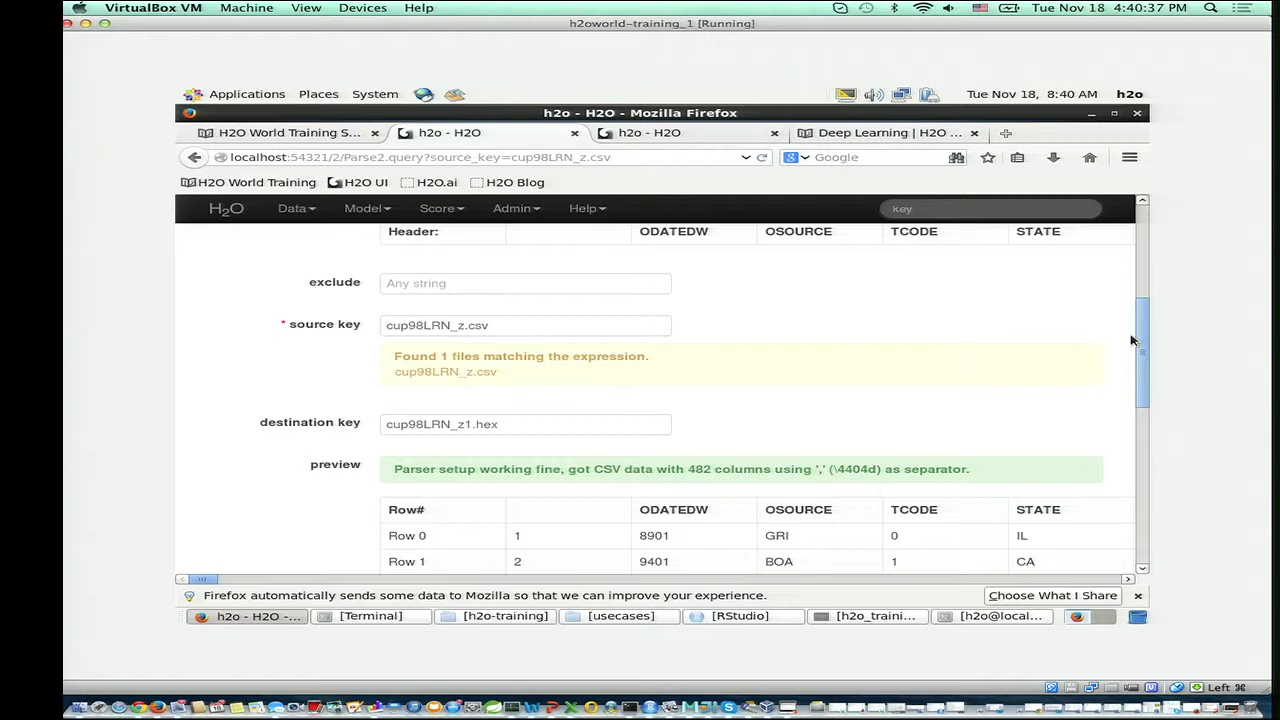 VirtualBox VM Machine View Devices Help Tue Nov 18 4:40:37 PM
h2oworld-training_1 [Running]
Applications Places System Tue Nov 18, 8:40 AM h2o
h2o - H2O - Mozilla Firefox
H2O World Training S... h2o - H2O h2o - H2O Deep Learning | H2O ...
localhost:54321/2/Parse2.query?source_key=cup98LRN_z.csv Google
H2O World Training H2O UI H2O.ai H2O Blog
H2O Data Model Score Admin Help key
Header: ODATEDW OSOURCE TCODE STATE
exclude Any string
* source key cup98LRN_z.csv
Found 1 files matching the expression.
cup98LRN_z.csv
destination key cup98LRN_z1.hex
preview Parser setup working fine, got CSV data with 482 columns using ',' (\4404d) as separator.
Row# ODATEDW OSOURCE TCODE STATE
Row 0 1 8901 GRI 0 IL
Row 1 2 9401 BOA 1 CA
Firefox automatically sends some data to Mozilla so that we can improve your experience. Choose What I Share
h2o - H2O -... [Terminal] [h2o-training] [usecases] [RStudio] [h2o_traini... [h2o@local...
Left ⌘